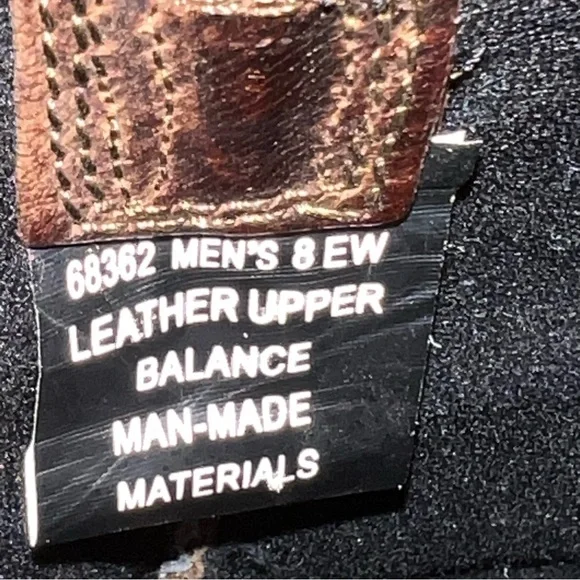 68362 MEN'S 8 EW
LEATHER UPPER
BALANCE
MAN-MADE
MATERIALS